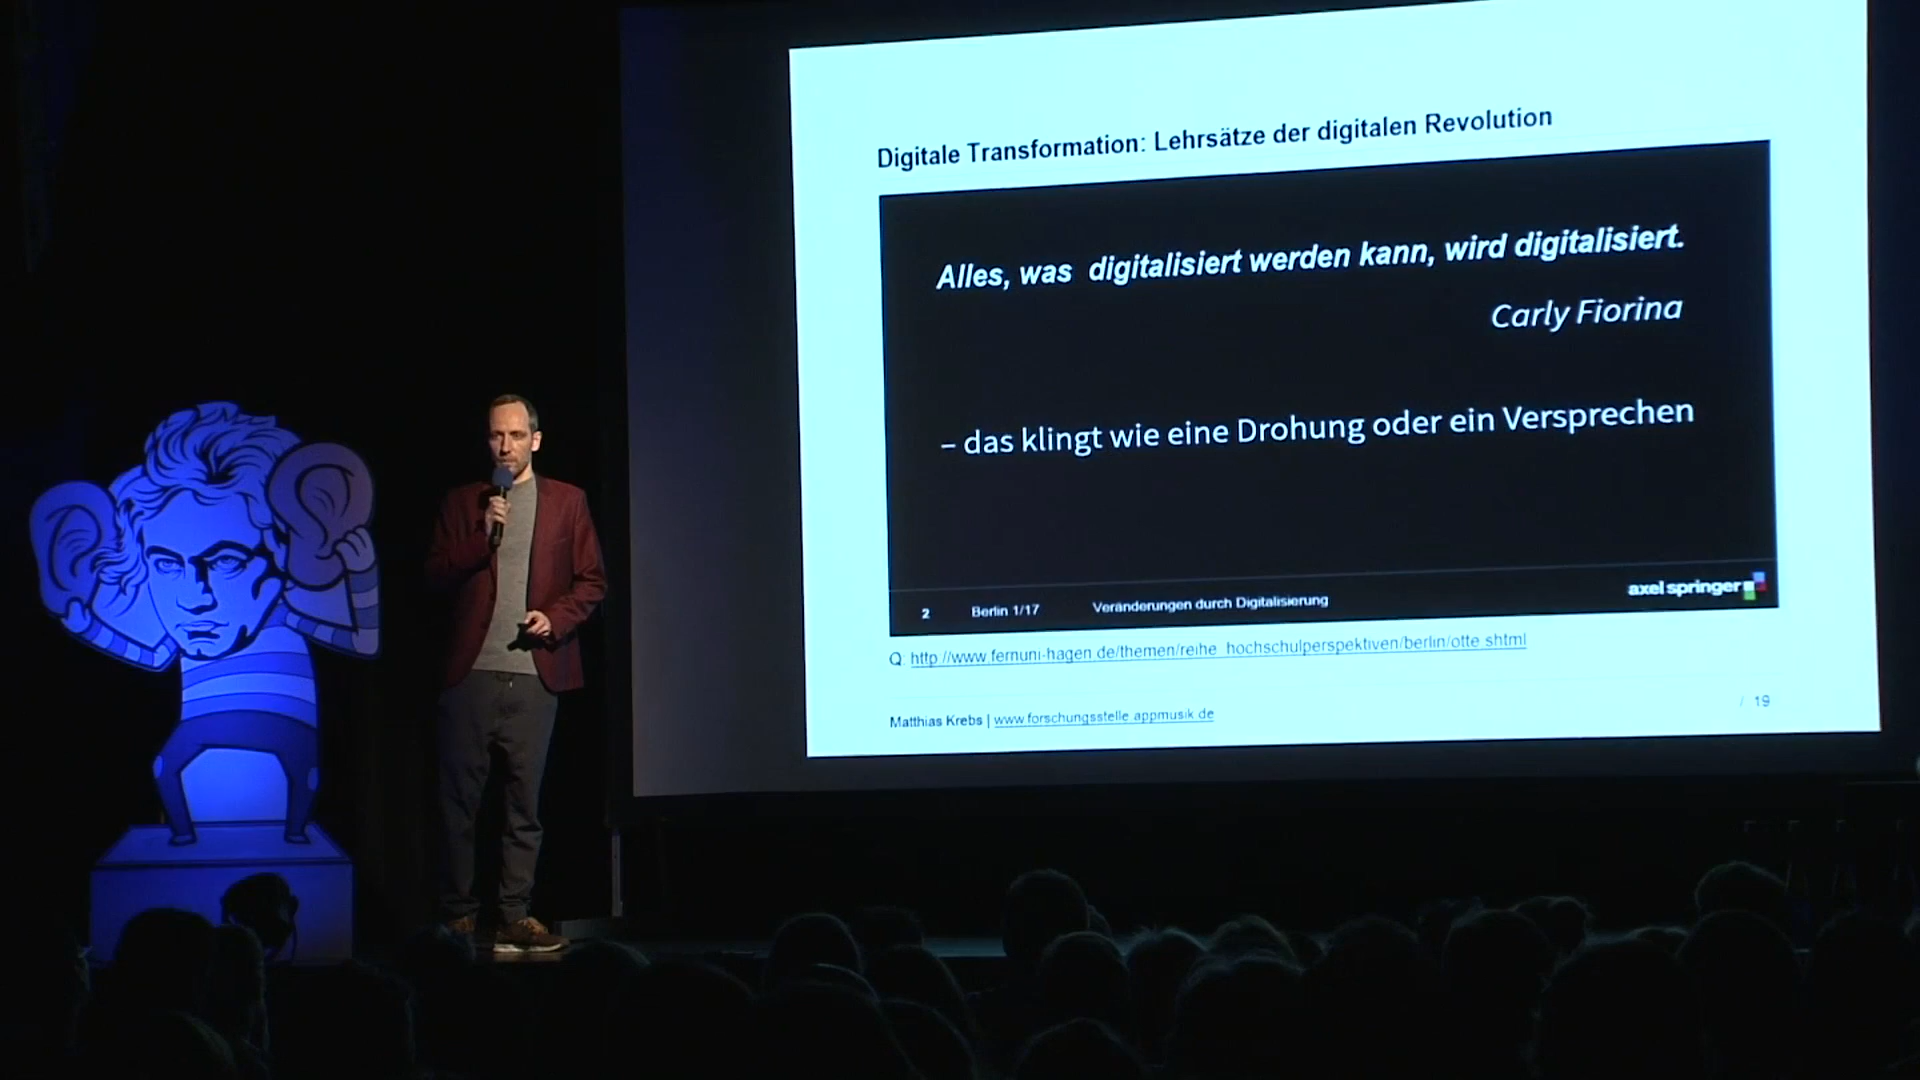 Digitale Transformation: Lehrsätze der digitalen Revolution
Alles, was digitalisiert werden kann, wird digitalisiert.
Carly Fiorina
– das klingt wie eine Drohung oder ein Versprechen
2 Berlin 1/17 Veränderungen durch Digitalisierung axel springer
Q: http://www.fernuni-hagen.de/themen/reihe_hochschulperspektiven/berlin/otte.shtml
Matthias Krebs | www.forschungsstelle.appmusik.de
/ 19